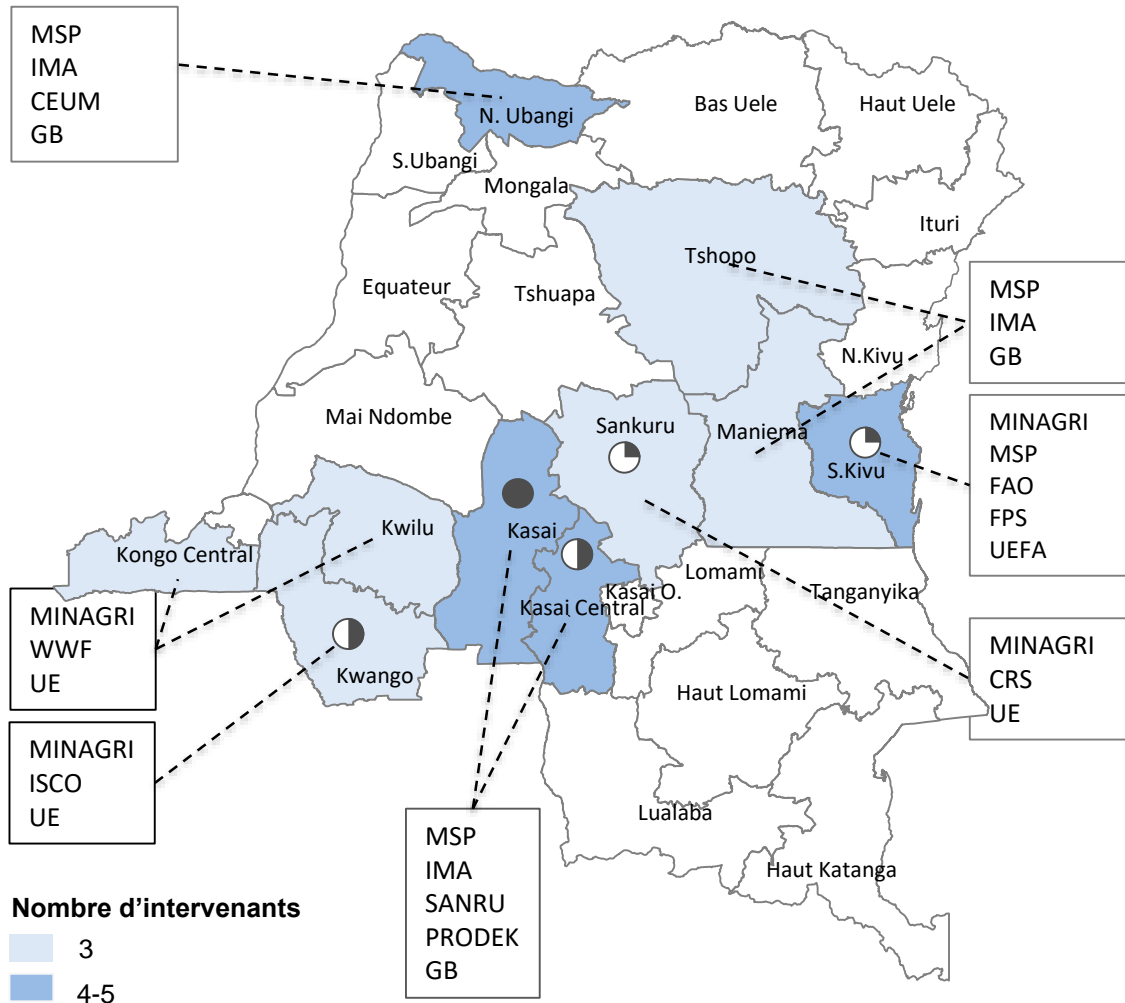 MSP
IMA
CEUM
GB
N. Ubangi
Bas Uele
Haut Uele
S.Ubangi
Mongala
Ituri
Tshopo
Equateur
Tshuapa
MSP
IMA
GB
N.Kivu
Mai Ndombe
Sankuru
Maniema
S.Kivu
MINAGRI
MSP
FAO
FPS
UEFA
Kwilu
Kasai
Kongo Central
Lomami
Kasai O.
Tanganyika
Kasai Central
MINAGRI
WWF
UE
Kwango
Haut Lomami
MINAGRI
CRS
UE
MINAGRI
ISCO
UE
Lualaba
MSP
IMA
SANRU
PRODEK
GB
Haut Katanga
Nombre d’intervenants
3
4-5